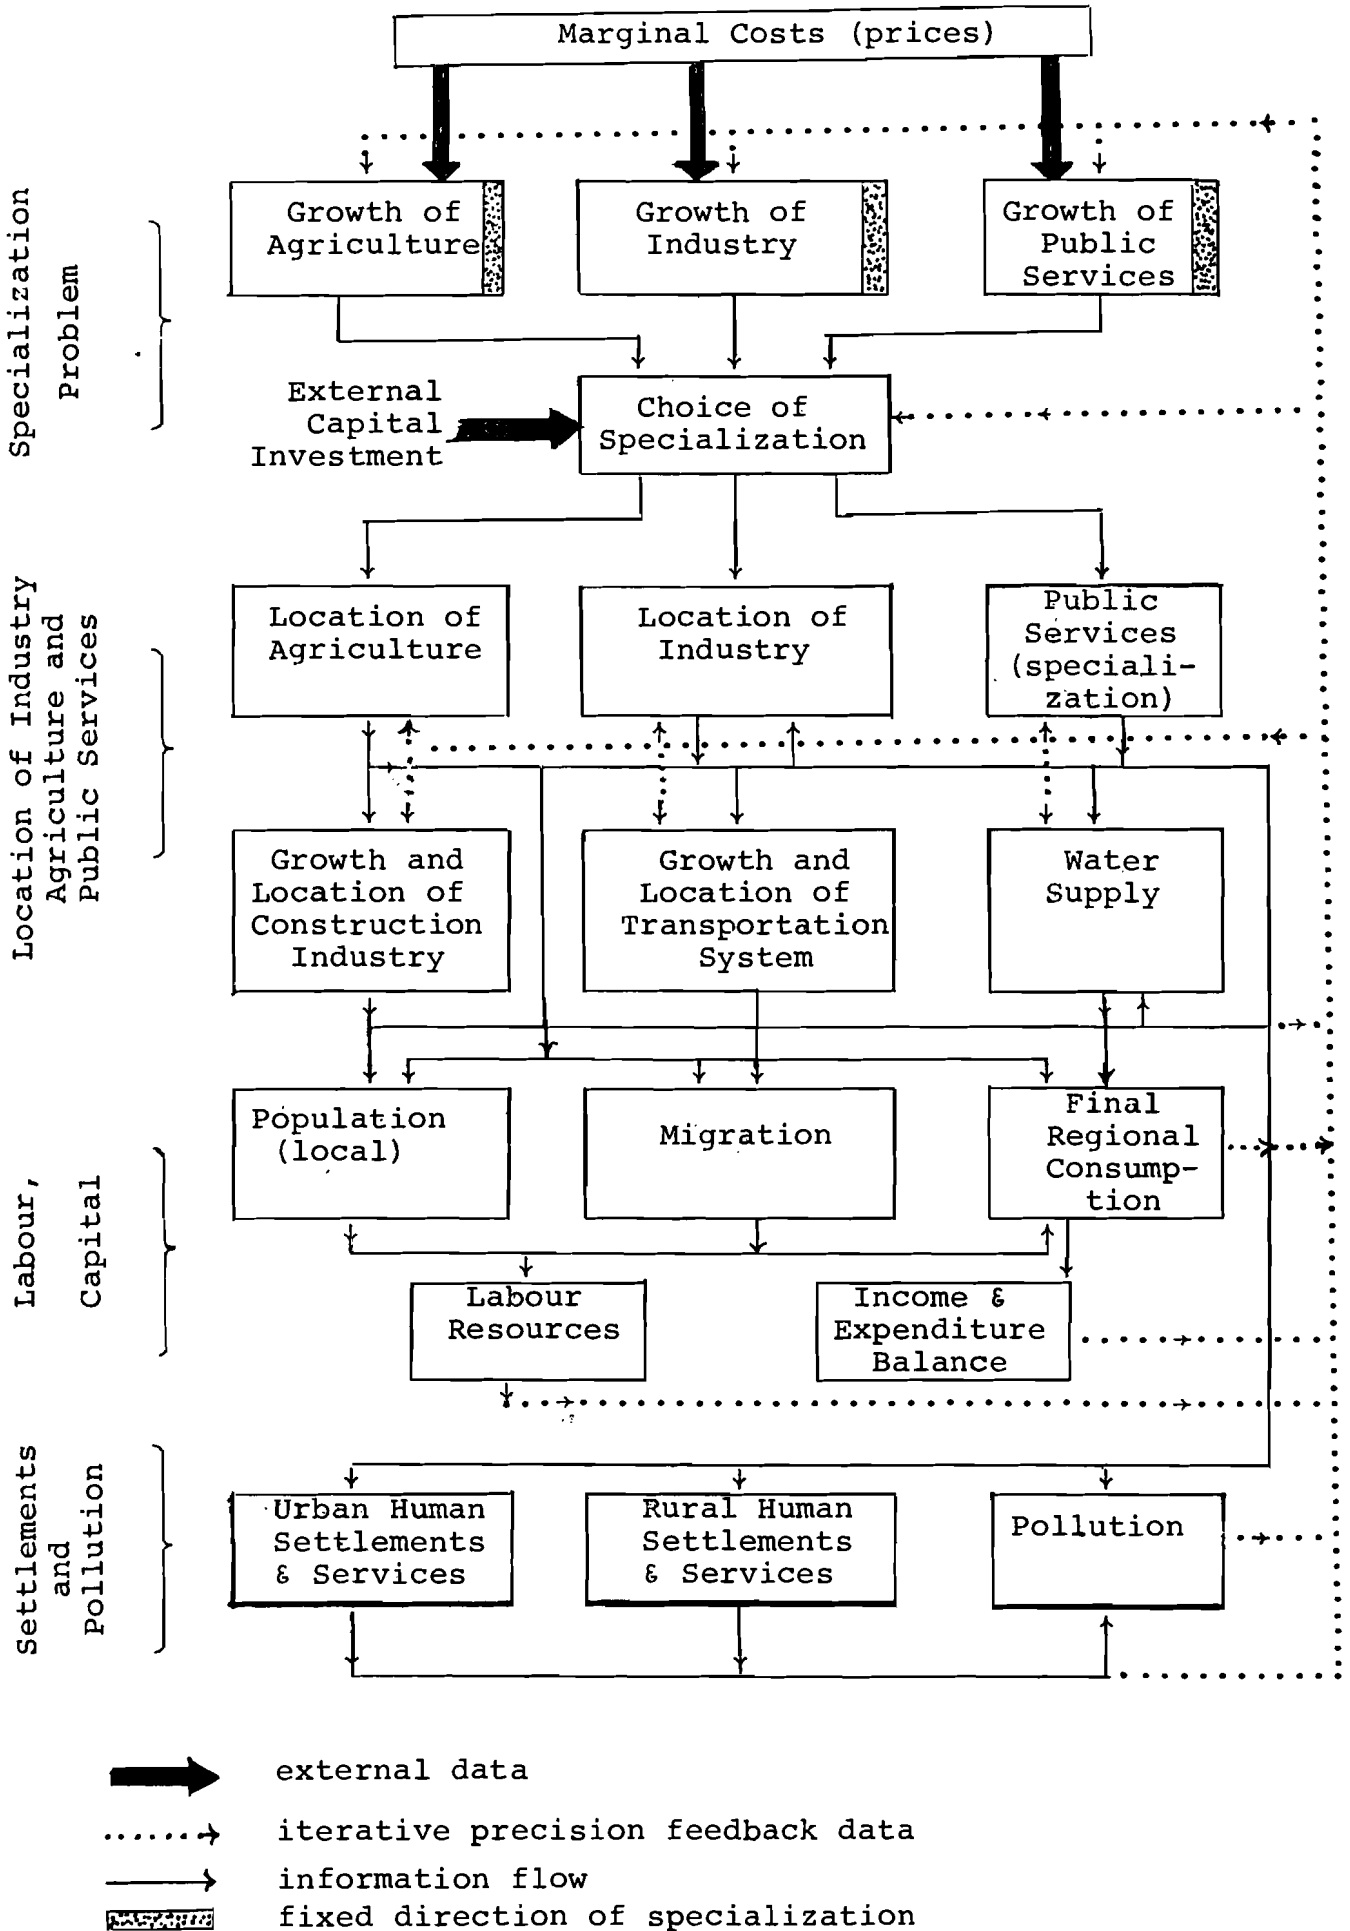 Marginal Costs (prices)
Specialization
Problem
Growth of
Agriculture
Growth of
Industry
Growth of
Public
Services
External
Capital
Investment
Choice of
Specialization
Location of Industry
Agriculture and
Public Services
Location of
Agriculture
Location of
Industry
Public
Services
(speciali-
zation)
Growth and
Location of
Construction
Industry
Growth and
Location of
Transportation
System
Water
Supply
Labour,
Capital
Population
(local)
Migration
Final
Regional
Consump-
tion
Labour
Resources
Income &
Expenditure
Balance
Settlements
and
Pollution
Urban Human
Settlements
& Services
Rural Human
Settlements
& Services
Pollution
external data
iterative precision feedback data
information flow
fixed direction of specialization